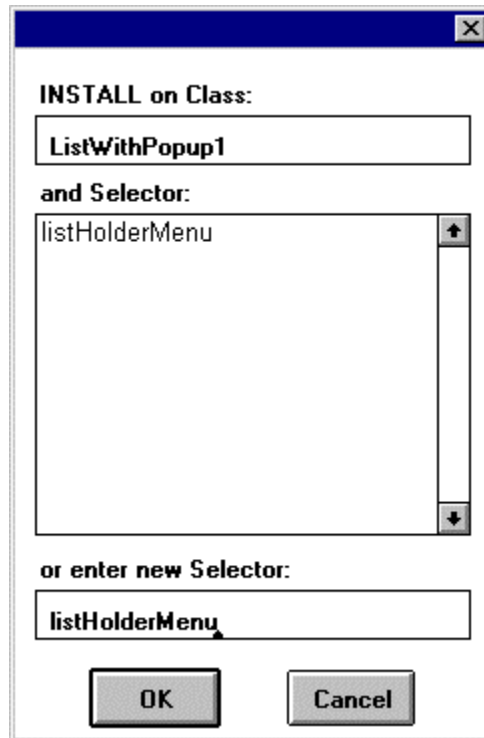 INSTALL on Class:
ListWithPopup1
and Selector:
listHolderMenu
or enter new Selector:
listHolderMenu
OK
Cancel